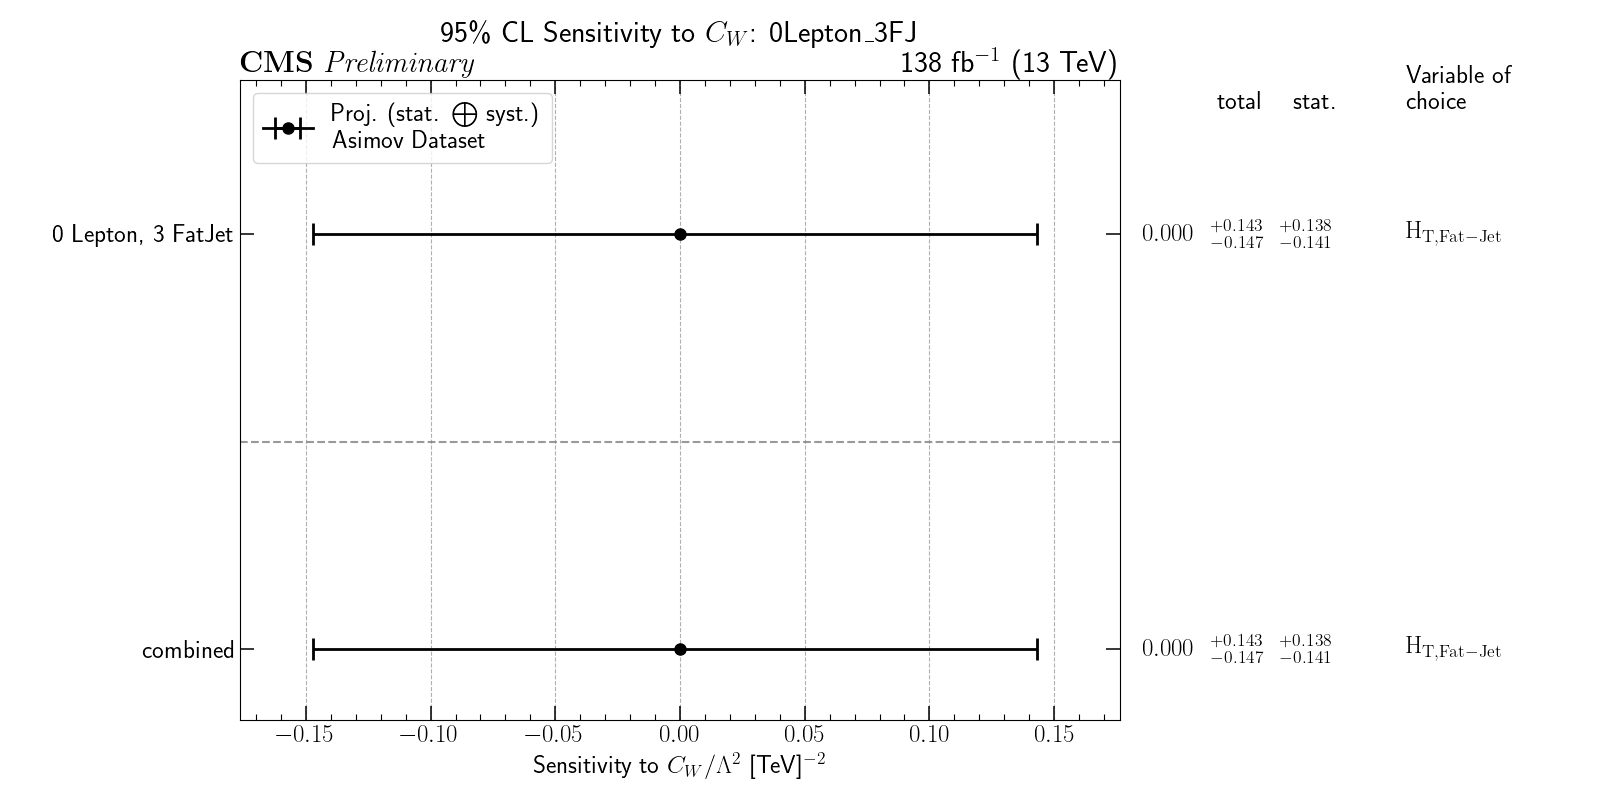 95% CL Sensitivity to C_W: 0Lepton_3FJ
CMS Preliminary 138 fb⁻¹ (13 TeV)
Variable of
total stat. choice
Proj. (stat. ⊕ syst.)
Asimov Dataset
0 Lepton, 3 FatJet 0.000 +0.143 −0.147 +0.138 −0.141 H_T,Fat−Jet
combined 0.000 +0.143 −0.147 +0.138 −0.141 H_T,Fat−Jet
−0.15 −0.10 −0.05 0.00 0.05 0.10 0.15
Sensitivity to C_W/Λ² [TeV]⁻²